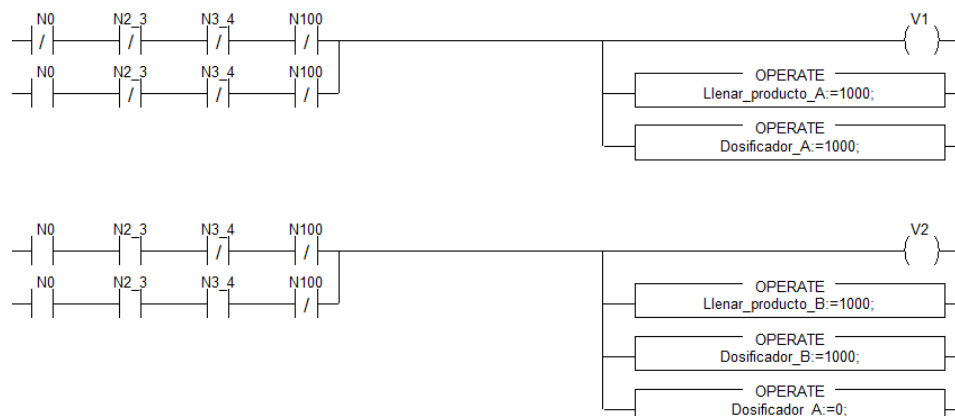 N0 N2_3 N3_4 N100 V1
OPERATE
Llenar_producto_A:=1000;
N0 N2_3 N3_4 N100
OPERATE
Dosificador_A:=1000;
N0 N2_3 N3_4 N100 V2
OPERATE
Llenar_producto_B:=1000;
N0 N2_3 N3_4 N100
OPERATE
Dosificador_B:=1000;
OPERATE
Dosificador_A:=0;